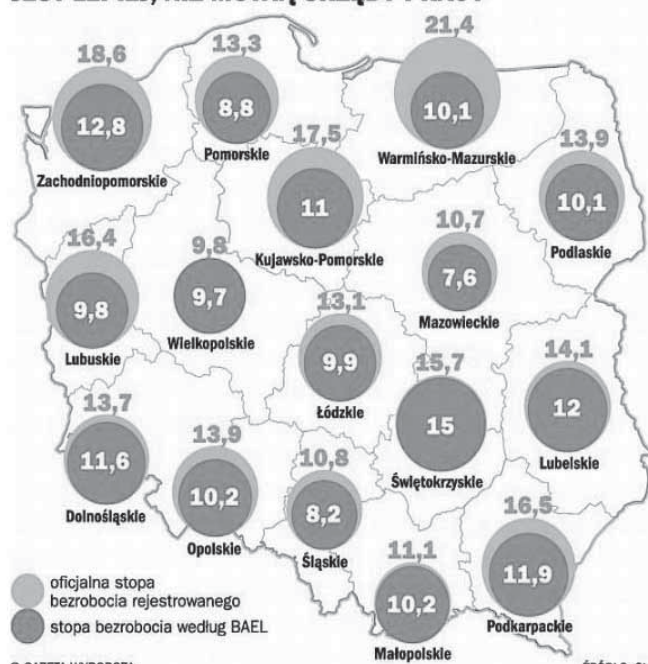 18,6
12,8
Zachodniopomorskie
13,3
8,8
Pomorskie
21,4
10,1
Warmińsko-Mazurskie
17,5
11
Kujawsko-Pomorskie
13,9
10,1
Podlaskie
16,4
9,8
Lubuskie
9,8
9,7
Wielkopolskie
10,7
7,6
Mazowieckie
13,1
9,9
Łódzkie
15,7
15
Świętokrzyskie
14,1
12
Lubelskie
13,7
11,6
Dolnośląskie
13,9
10,2
Opolskie
10,8
8,2
Śląskie
11,1
10,2
Małopolskie
16,5
11,9
Podkarpackie
oficjalna stopa
bezrobocia rejestrowanego
stopa bezrobocia według BAEL